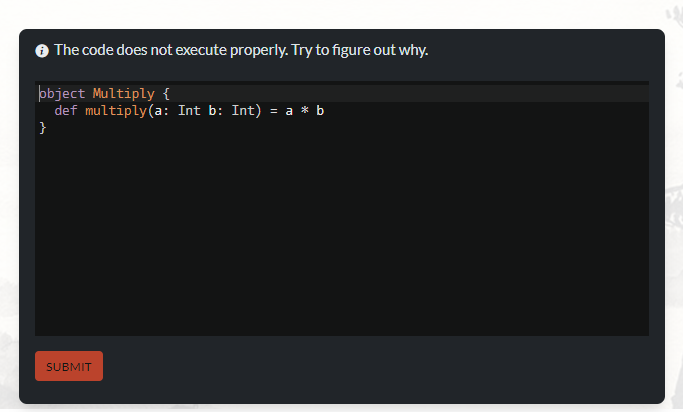 The code does not execute properly. Try to figure out why.
object Multiply {
  def multiply(a: Int b: Int) = a * b
}
SUBMIT